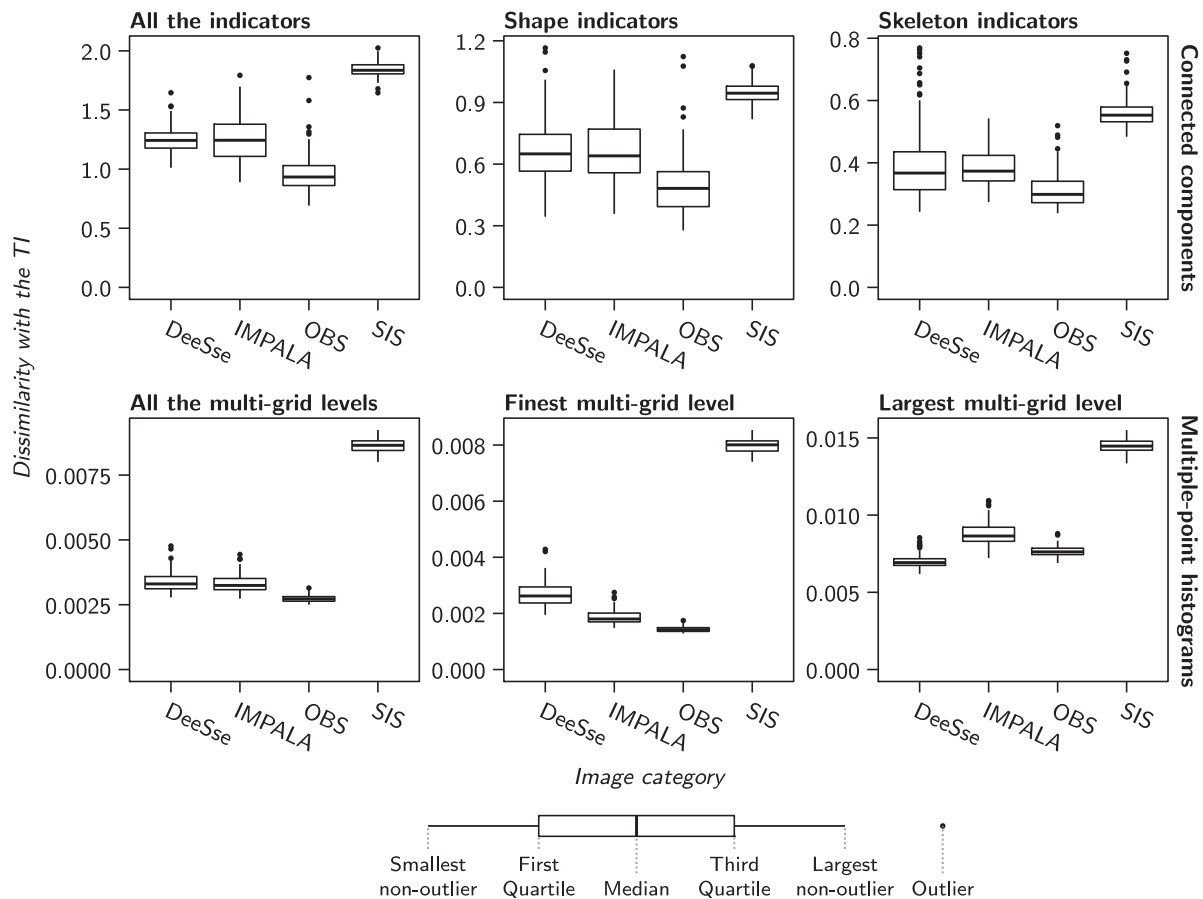 All the indicators
Shape indicators
Skeleton indicators
2.0
1.5
1.0
0.5
0.0
1.2
0.9
0.6
0.3
0.0
0.8
0.6
0.4
0.2
0.0
Connected components
DeeSse
IMPALA
OBS
SIS
DeeSse
IMPALA
OBS
SIS
DeeSse
IMPALA
OBS
SIS
Dissimilarity with the TI
All the multi-grid levels
Finest multi-grid level
Largest multi-grid level
0.0075
0.0050
0.0025
0.0000
0.008
0.006
0.004
0.002
0.000
0.015
0.010
0.005
0.000
Multiple-point histograms
DeeSse
IMPALA
OBS
SIS
DeeSse
IMPALA
OBS
SIS
DeeSse
IMPALA
OBS
SIS
Image category
Smallest
non-outlier
First
Quartile
Median
Third
Quartile
Largest
non-outlier
Outlier